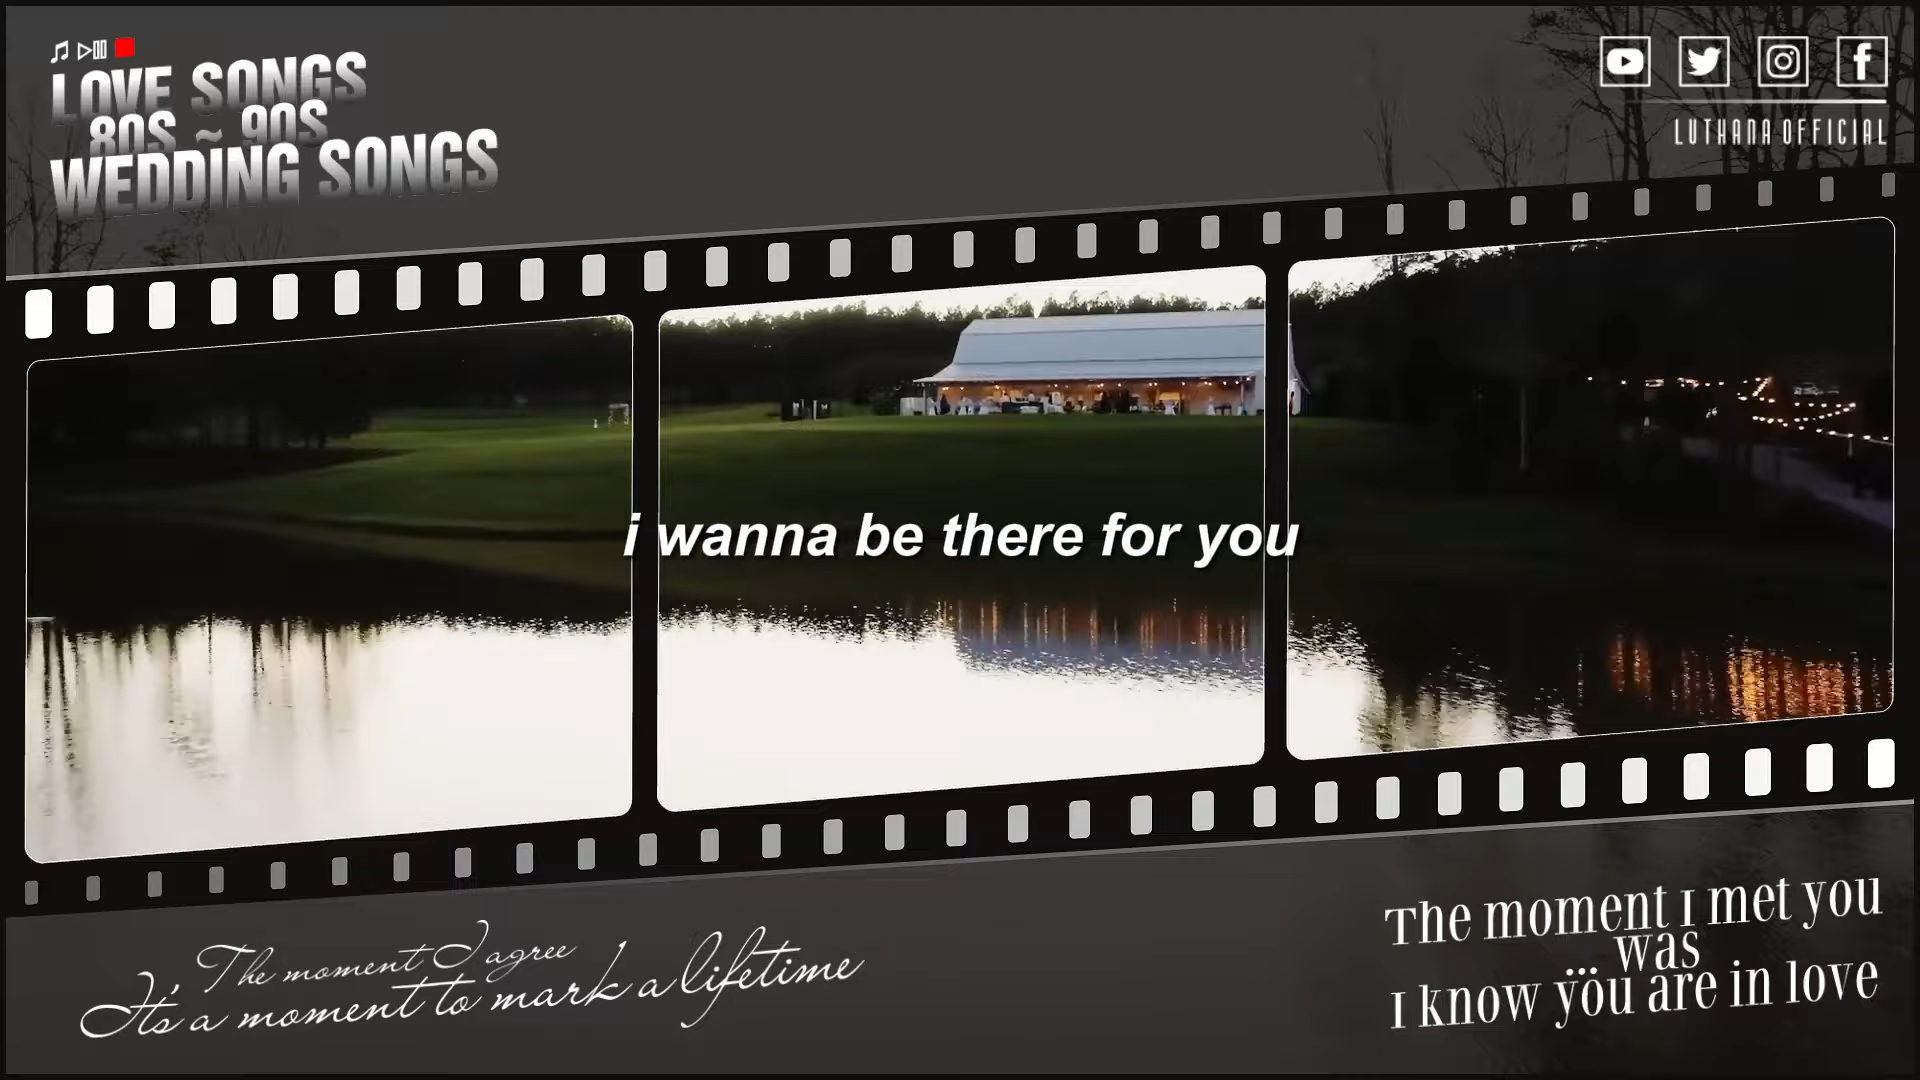 LOVE SONGS
80S ~ 90S
WEDDING SONGS
LUTHANA OFFICIAL
i wanna be there for you
The moment I agree
It's a moment to mark a lifetime
The moment I met you
was
I know yöu are in love